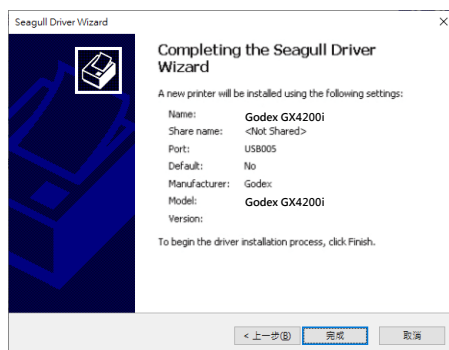 Seagull Driver Wizard
Completing the Seagull Driver
Wizard
A new printer will be installed using the following settings:
Name: Godex GX4200i
Share name: <Not Shared>
Port: USB005
Default: No
Manufacturer: Godex
Model: Godex GX4200i
Version:
To begin the driver installation process, click Finish.
< 上一步(B) 完成 取消